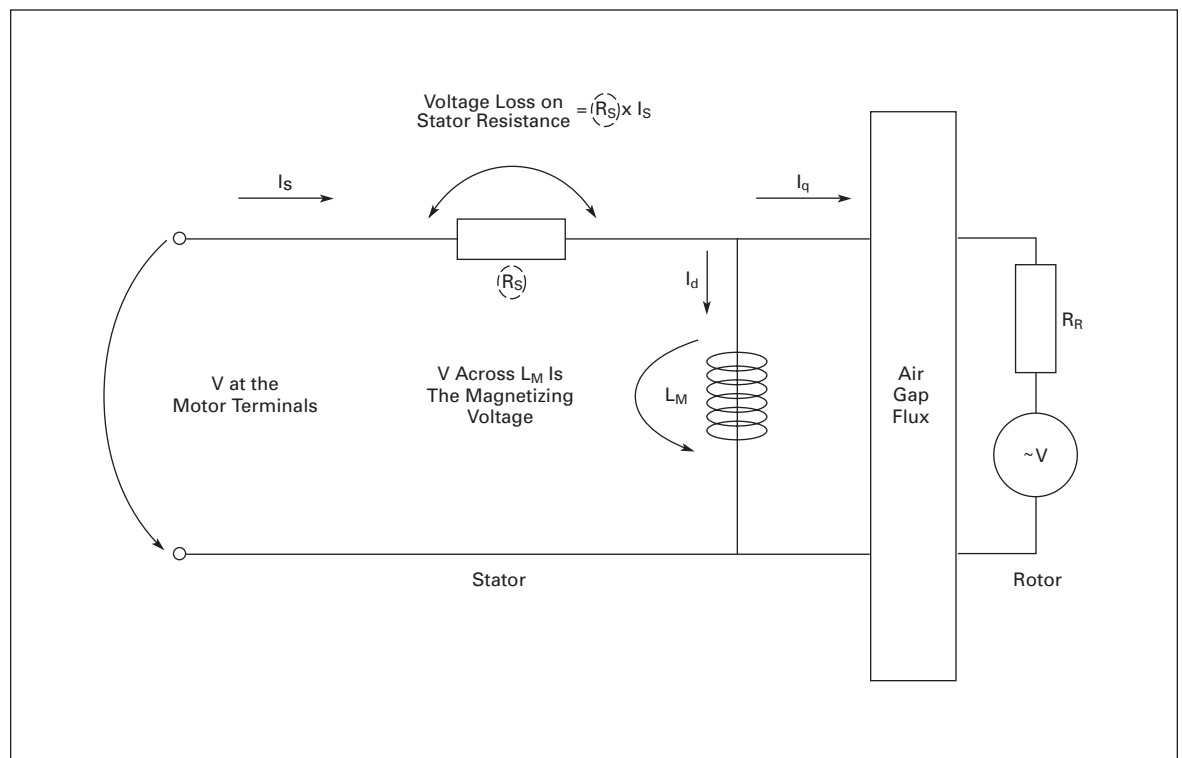 Voltage Loss on
Stator Resistance = RS x IS
IS
Iq
RS
Id
RR
V at the
Motor Terminals
V Across LM Is
The Magnetizing
Voltage
LM
Air
Gap
Flux
~V
Stator
Rotor